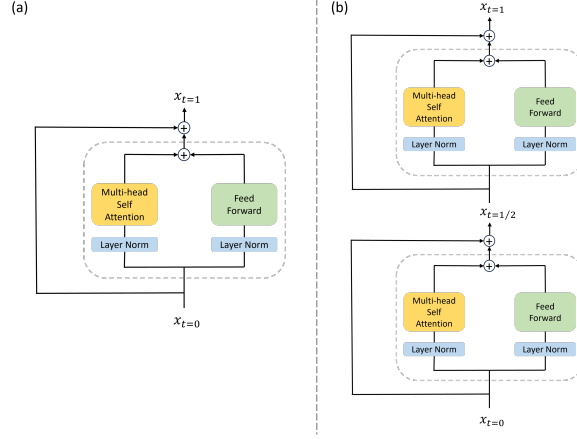 (a)
x_{t=1}
+
+
Multi-head
Self
Attention
Feed
Forward
Layer Norm
Layer Norm
x_{t=0}
(b)
x_{t=1}
+
+
Multi-head
Self
Attention
Feed
Forward
Layer Norm
Layer Norm
x_{t=1/2}
+
+
Multi-head
Self
Attention
Feed
Forward
Layer Norm
Layer Norm
x_{t=0}